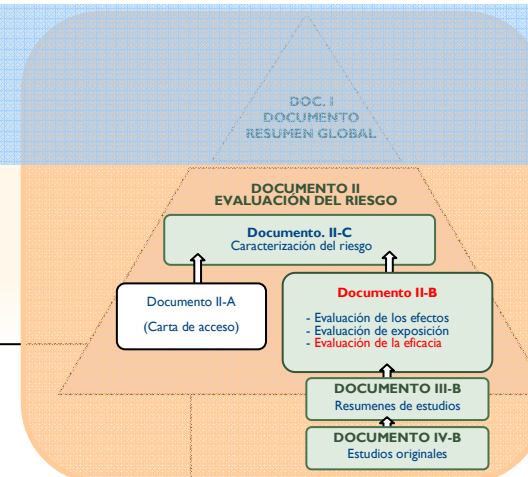 DOC. I
DOCUMENTO
RESUMEN GLOBAL
DOCUMENTO II
EVALUACIÓN DEL RIESGO
Documento. II-C
Caracterización del riesgo
Documento II-A
(Carta de acceso)
Documento II-B
- Evaluación de los efectos
- Evaluación de exposición
- Evaluación de la eficacia
DOCUMENTO III-B
Resumenes de estudios
DOCUMENTO IV-B
Estudios originales